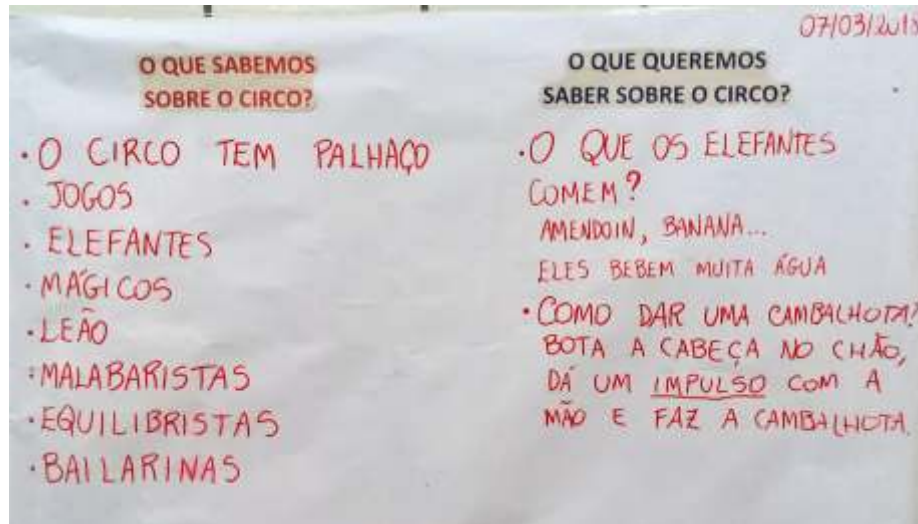 07/03/2018
O QUE SABEMOS
SOBRE O CIRCO?
• O CIRCO TEM PALHAÇO
• JOGOS
• ELEFANTES
• MÁGICOS
• LEÃO
• MALABARISTAS
• EQUILIBRISTAS
• BAILARINAS
O QUE QUEREMOS
SABER SOBRE O CIRCO?
• O QUE OS ELEFANTES
COMEM?
AMENDOIN, BANANA...
ELES BEBEM MUITA ÁGUA
• COMO DAR UMA CAMBALHOTA?
BOTA A CABEÇA NO CHÃO,
DÁ UM IMPULSO COM A
MÃO E FAZ A CAMBALHOTA.